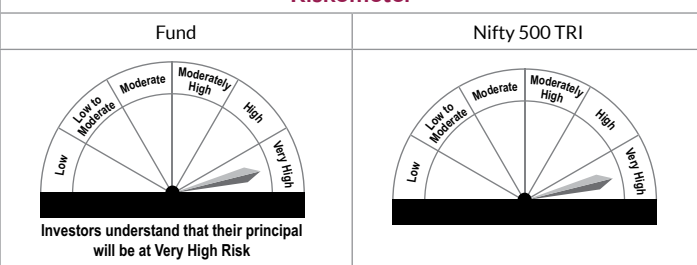 Riskometer
Fund
Nifty 500 TRI
Low
Low to
Moderate
Moderate
Moderately
High
High
Very High
Investors understand that their principal
will be at Very High Risk
Low
Low to
Moderate
Moderate
Moderately
High
High
Very High